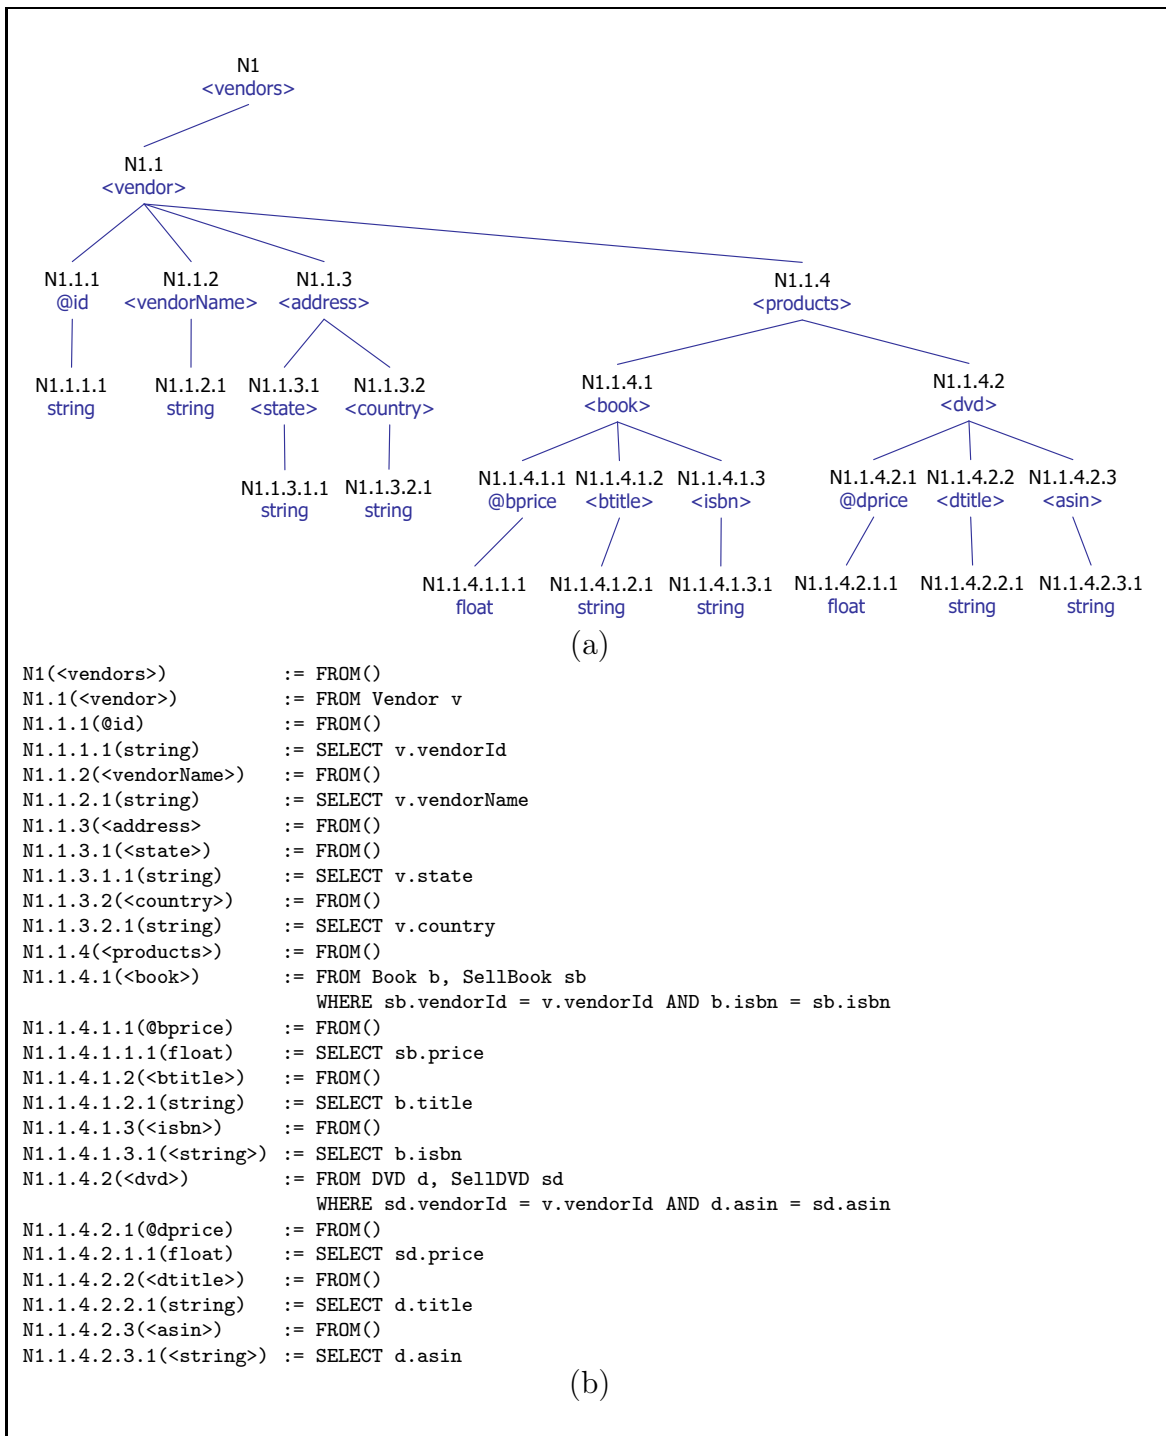 N1
<vendors>
N1.1
<vendor>
N1.1.1 N1.1.2 N1.1.3 N1.1.4
@id <vendorName> <address> <products>
N1.1.1.1 N1.1.2.1 N1.1.3.1 N1.1.3.2 N1.1.4.1 N1.1.4.2
string string <state> <country> <book> <dvd>
N1.1.3.1.1 N1.1.3.2.1 N1.1.4.1.1 N1.1.4.1.2 N1.1.4.1.3 N1.1.4.2.1 N1.1.4.2.2 N1.1.4.2.3
string string @bprice <btitle> <isbn> @dprice <dtitle> <asin>
N1.1.4.1.1.1 N1.1.4.1.2.1 N1.1.4.1.3.1 N1.1.4.2.1.1 N1.1.4.2.2.1 N1.1.4.2.3.1
float string string float string string
(a)
N1(<vendors>) := FROM()
N1.1(<vendor>) := FROM Vendor v
N1.1.1(@id) := FROM()
N1.1.1.1(string) := SELECT v.vendorId
N1.1.2(<vendorName>) := FROM()
N1.1.2.1(string) := SELECT v.vendorName
N1.1.3(<address> := FROM()
N1.1.3.1(<state>) := FROM()
N1.1.3.1.1(string) := SELECT v.state
N1.1.3.2(<country>) := FROM()
N1.1.3.2.1(string) := SELECT v.country
N1.1.4(<products>) := FROM()
N1.1.4.1(<book>) := FROM Book b, SellBook sb
WHERE sb.vendorId = v.vendorId AND b.isbn = sb.isbn
N1.1.4.1.1(@bprice) := FROM()
N1.1.4.1.1.1(float) := SELECT sb.price
N1.1.4.1.2(<btitle>) := FROM()
N1.1.4.1.2.1(string) := SELECT b.title
N1.1.4.1.3(<isbn>) := FROM()
N1.1.4.1.3.1(<string>) := SELECT b.isbn
N1.1.4.2(<dvd>) := FROM DVD d, SellDVD sd
WHERE sd.vendorId = v.vendorId AND d.asin = sd.asin
N1.1.4.2.1(@dprice) := FROM()
N1.1.4.2.1.1(float) := SELECT sd.price
N1.1.4.2.2(<dtitle>) := FROM()
N1.1.4.2.2.1(string) := SELECT d.title
N1.1.4.2.3(<asin>) := FROM()
N1.1.4.2.3.1(<string>) := SELECT d.asin
(b)